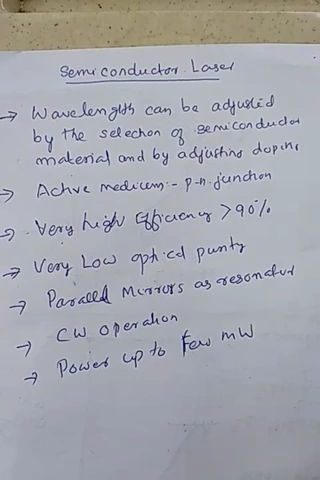 Semiconductor Laser
→ Wavelength can be adjusted
by the selection of semiconductor
material and by adjusting doping
→ Active medium:- p-n junction
→ Very high Efficiency >90%
→ Very Low optical purity
→ Parallel Mirrors as resonator
→ CW operation
→ Power up to few mW